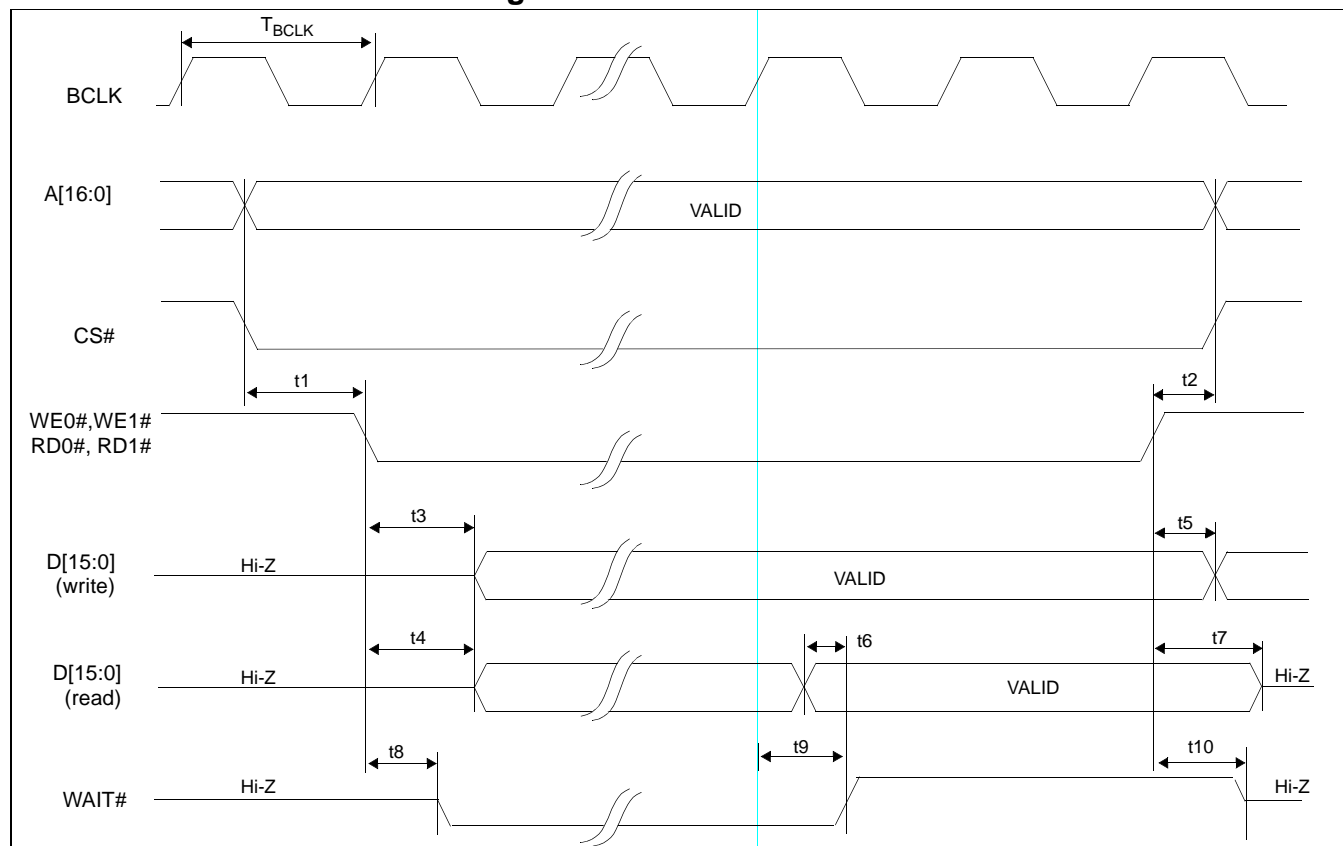 g
TBCLK
BCLK
A[16:0]
VALID
CS#
t1
t2
WE0#,WE1#
RD0#, RD1#
t3
t5
D[15:0]
(write)
Hi-Z
VALID
t4
t6
t7
D[15:0]
(read)
Hi-Z
VALID
Hi-Z
t8
t9
t10
WAIT#
Hi-Z
Hi-Z